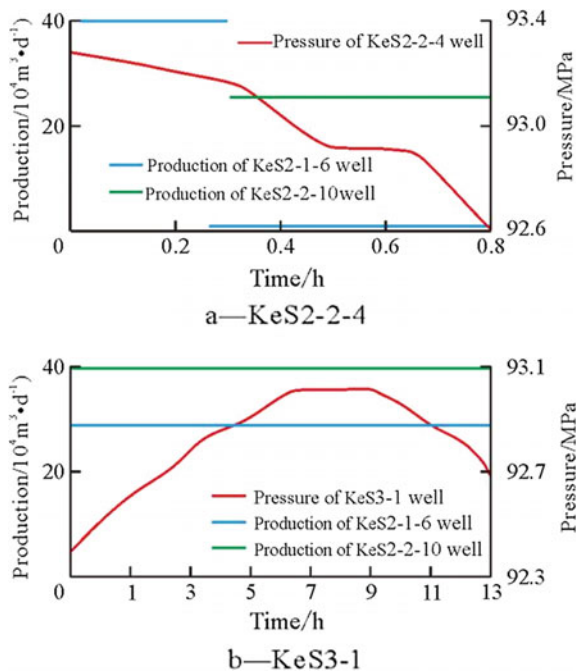 40
20
Production/10⁴m³•d⁻¹)
Pressure of KeS2-2-4 well
Production of KeS2-1-6 well
Production of KeS2-2-10well
93.4
93.0
92.6
Pressure/MPa
0 0.2 0.4 0.6 0.8
Time/h
a—KeS2-2-4
40
20
Production/10⁴m³•d⁻¹)
Pressure of KeS3-1 well
Production of KeS2-1-6 well
Production of KeS2-2-10 well
93.1
92.7
92.3
Pressure/MPa
0 1 3 5 7 9 11 13
Time/h
b—KeS3-1